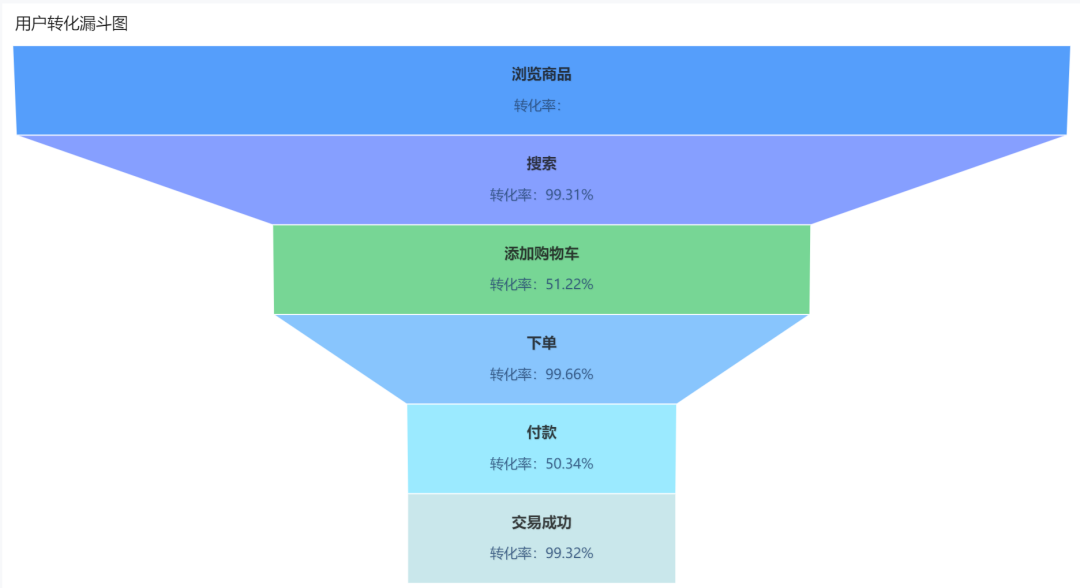 用户转化漏斗图
浏览商品
转化率:
搜索
转化率: 99.31%
添加购物车
转化率: 51.22%
下单
转化率: 99.66%
付款
转化率: 50.34%
交易成功
转化率: 99.32%